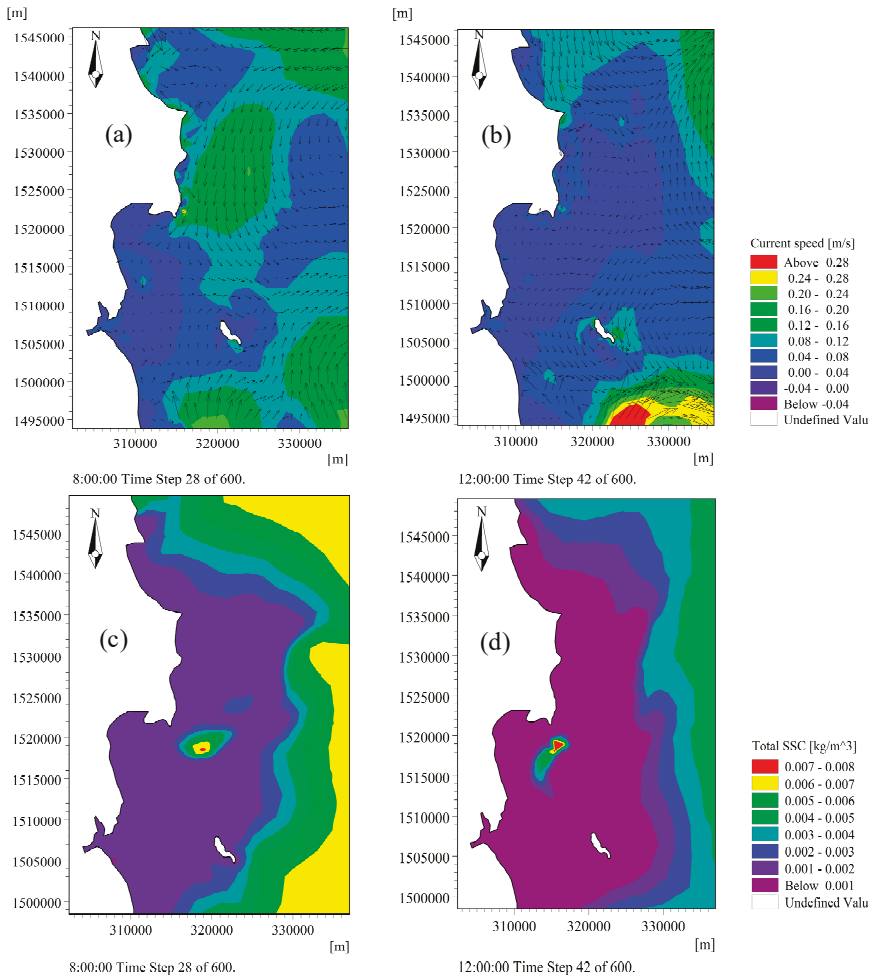 [m]
1545000
1540000
1535000
1530000
1525000
1520000
1515000
1510000
1505000
1500000
1495000
N
(a)
310000 320000 330000
[m]
8:00:00 Time Step 28 of 600.
[m]
1545000
1540000
1535000
1530000
1525000
1520000
1515000
1510000
1505000
1500000
1495000
N
(b)
310000 320000 330000
[m]
12:00:00 Time Step 42 of 600.
Current speed [m/s]
Above 0.28
0.24 - 0.28
0.20 - 0.24
0.16 - 0.20
0.12 - 0.16
0.08 - 0.12
0.04 - 0.08
0.00 - 0.04
-0.04 - 0.00
Below -0.04
Undefined Valu
1545000
1540000
1535000
1530000
1525000
1520000
1515000
1510000
1505000
1500000
N
(c)
310000 320000 330000
[m]
8:00:00 Time Step 28 of 600.
1545000
1540000
1535000
1530000
1525000
1520000
1515000
1510000
1505000
1500000
N
(d)
310000 320000 330000
[m]
12:00:00 Time Step 42 of 600.
Total SSC [kg/m^3]
0.007 - 0.008
0.006 - 0.007
0.005 - 0.006
0.004 - 0.005
0.003 - 0.004
0.002 - 0.003
0.001 - 0.002
Below 0.001
Undefined Valu